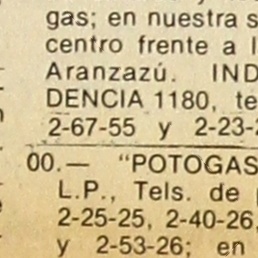 gas; en nuestra s
centro frente a l
Aranzazú. IND
DENCIA 1180, te
2-67-55 y 2-23-2
00.— "POTOGAS
L.P., Tels. de
2-25-25, 2-40-26,
y 2-53-26; en